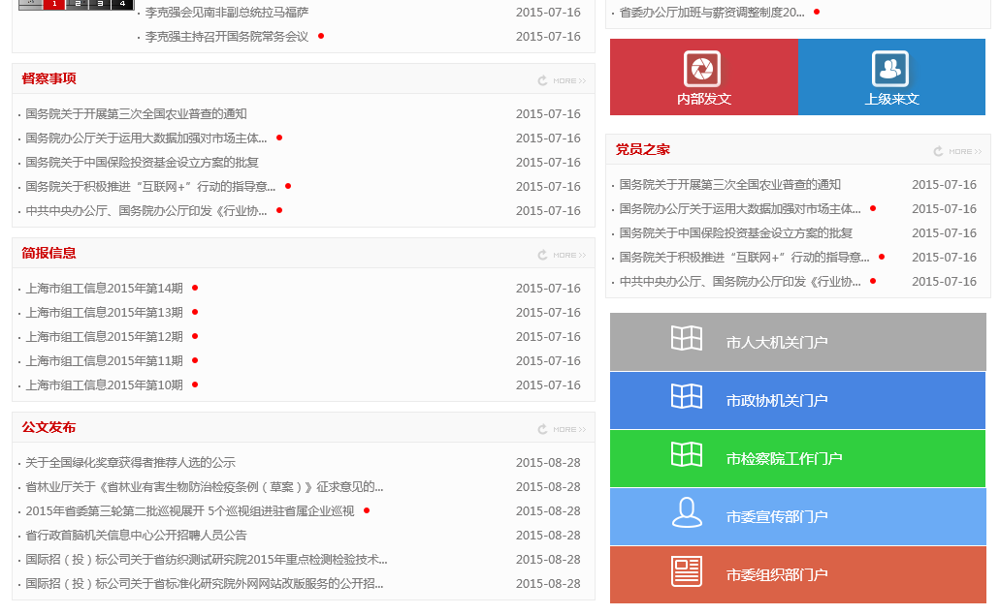 1 2 3 4
· 李克强会见南非副总统拉马福萨 2015-07-16
· 李克强主持召开国务院常务会议 2015-07-16
督察事项 MORE >>
· 国务院关于开展第三次全国农业普查的通知 2015-07-16
· 国务院办公厅关于运用大数据加强对市场主体... 2015-07-16
· 国务院关于中国保险投资基金设立方案的批复 2015-07-16
· 国务院关于积极推进“互联网+”行动的指导意... 2015-07-16
· 中共中央办公厅、国务院办公厅印发《行业协... 2015-07-16
简报信息 MORE >>
· 上海市组工信息2015年第14期 2015-07-16
· 上海市组工信息2015年第13期 2015-07-16
· 上海市组工信息2015年第12期 2015-07-16
· 上海市组工信息2015年第11期 2015-07-16
· 上海市组工信息2015年第10期 2015-07-16
公文发布 MORE >>
· 关于全国绿化奖章获得者推荐人选的公示 2015-08-28
· 省林业厅关于《省林业有害生物防治检疫条例（草案）》征求意见的... 2015-08-28
· 2015年省委第三轮第二批巡视展开 5个巡视组进驻省属企业巡视 2015-08-28
· 省行政首脑机关信息中心公开招聘人员公告 2015-08-28
· 国际招（投）标公司关于省纺织测试研究院2015年重点检测检验技术... 2015-08-28
· 国际招（投）标公司关于省标准化研究院外网网站改版服务的公开招... 2015-08-28
· 省委办公厅加班与薪资调整制度20...
内部发文
上级来文
党员之家 MORE >>
· 国务院关于开展第三次全国农业普查的通知 2015-07-16
· 国务院办公厅关于运用大数据加强对市场主体... 2015-07-16
· 国务院关于中国保险投资基金设立方案的批复 2015-07-16
· 国务院关于积极推进“互联网+”行动的指导意... 2015-07-16
· 中共中央办公厅、国务院办公厅印发《行业协... 2015-07-16
市人大机关门户
市政协机关门户
市检察院工作门户
市委宣传部门户
市委组织部门户